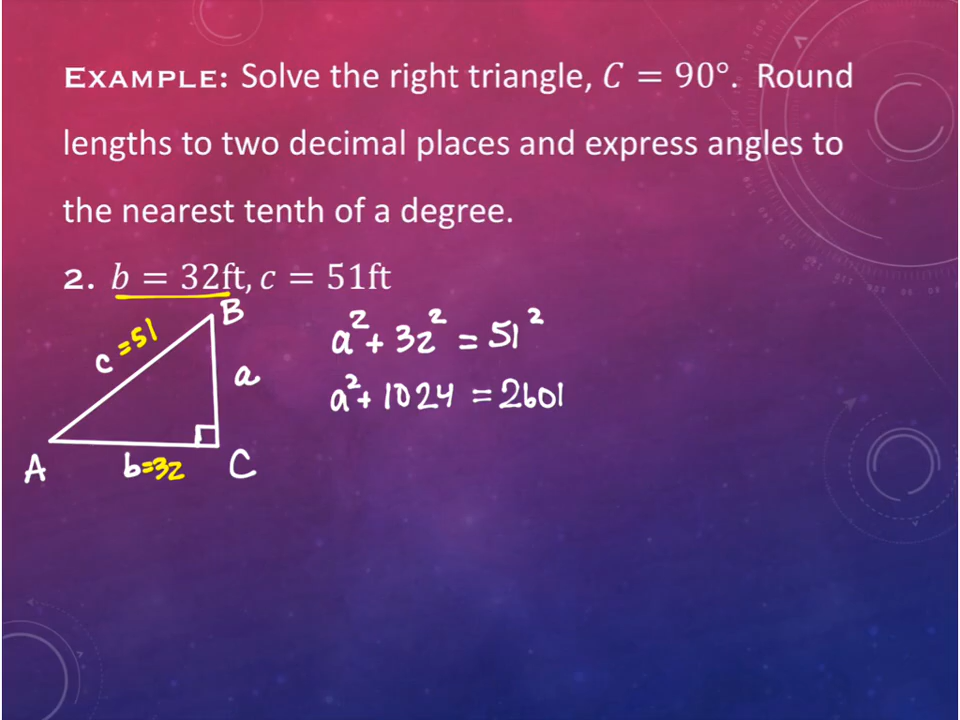 EXAMPLE: Solve the right triangle, C = 90°. Round
lengths to two decimal places and express angles to
the nearest tenth of a degree.
2. b = 32ft, c = 51ft
B
c =51
a
A
b=32
C
a² + 32² = 51²
a² + 1024 = 2601